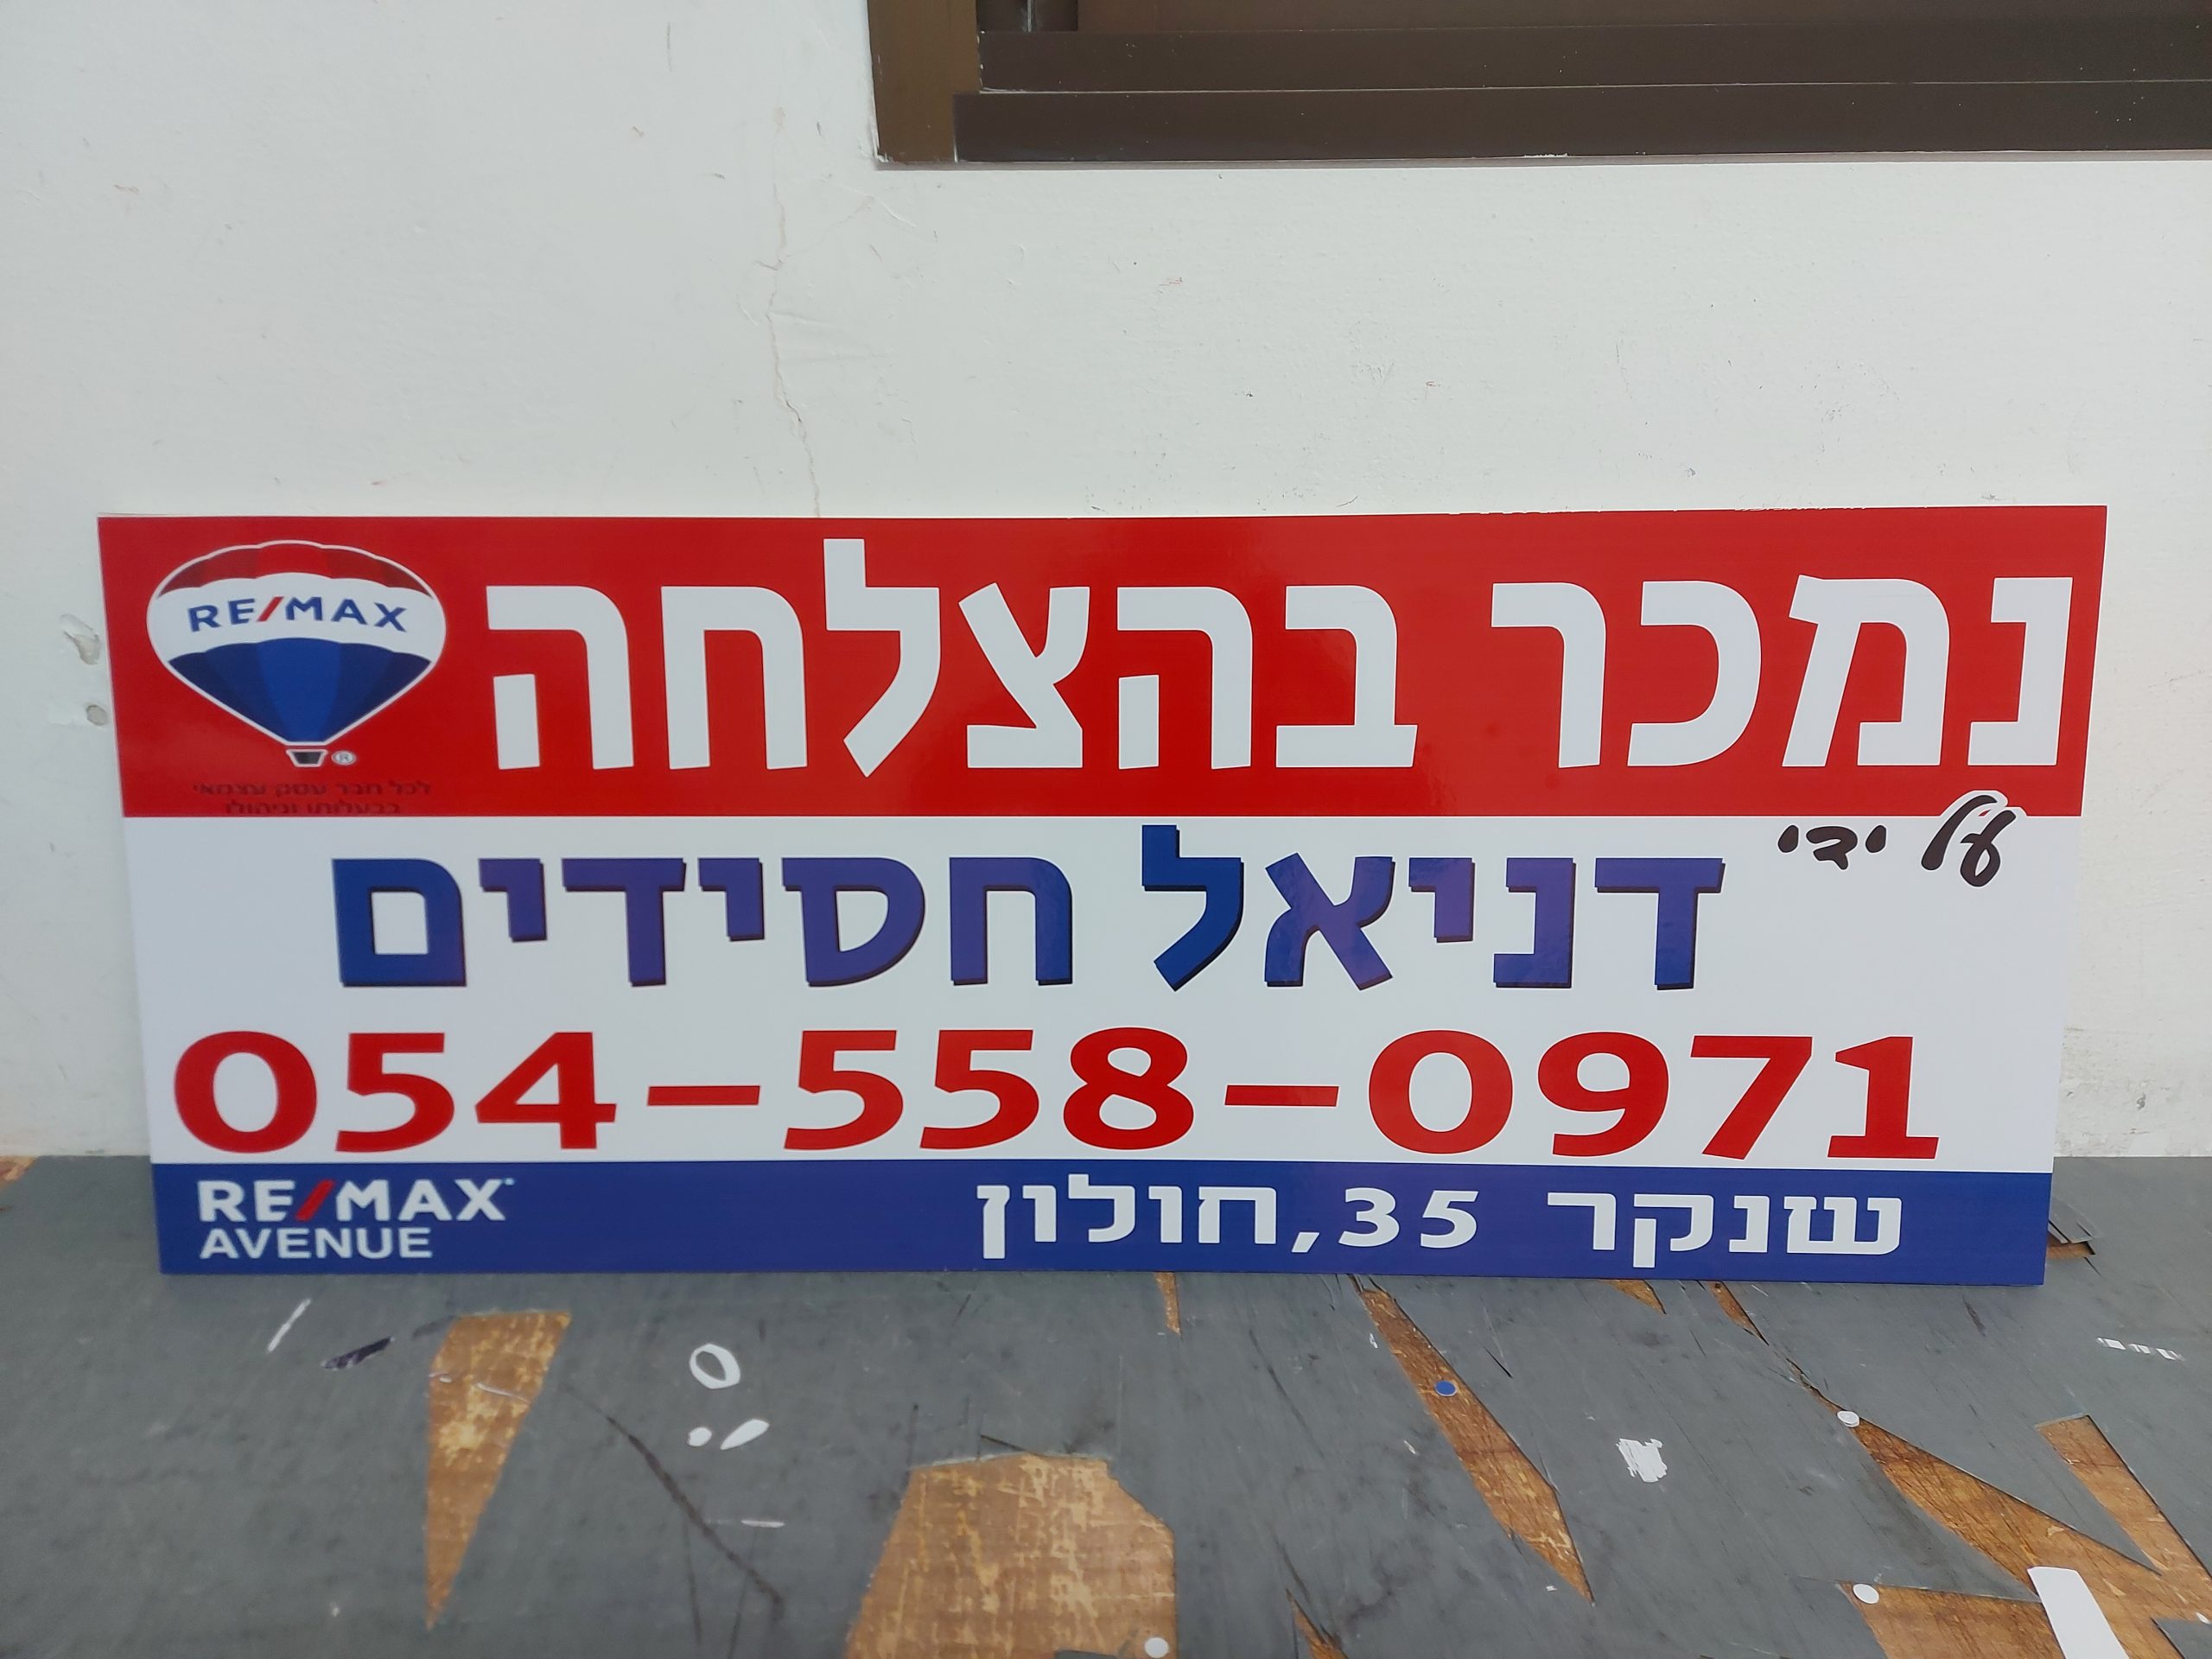 נמכר בהצלחה
RE/MAX
®
לכל חבר עסק עצמאי
בבעלותו וניהולו
על ידי
דניאל חסידים
054-558-0971
שנקר 35, חולון
RE/MAX
AVENUE